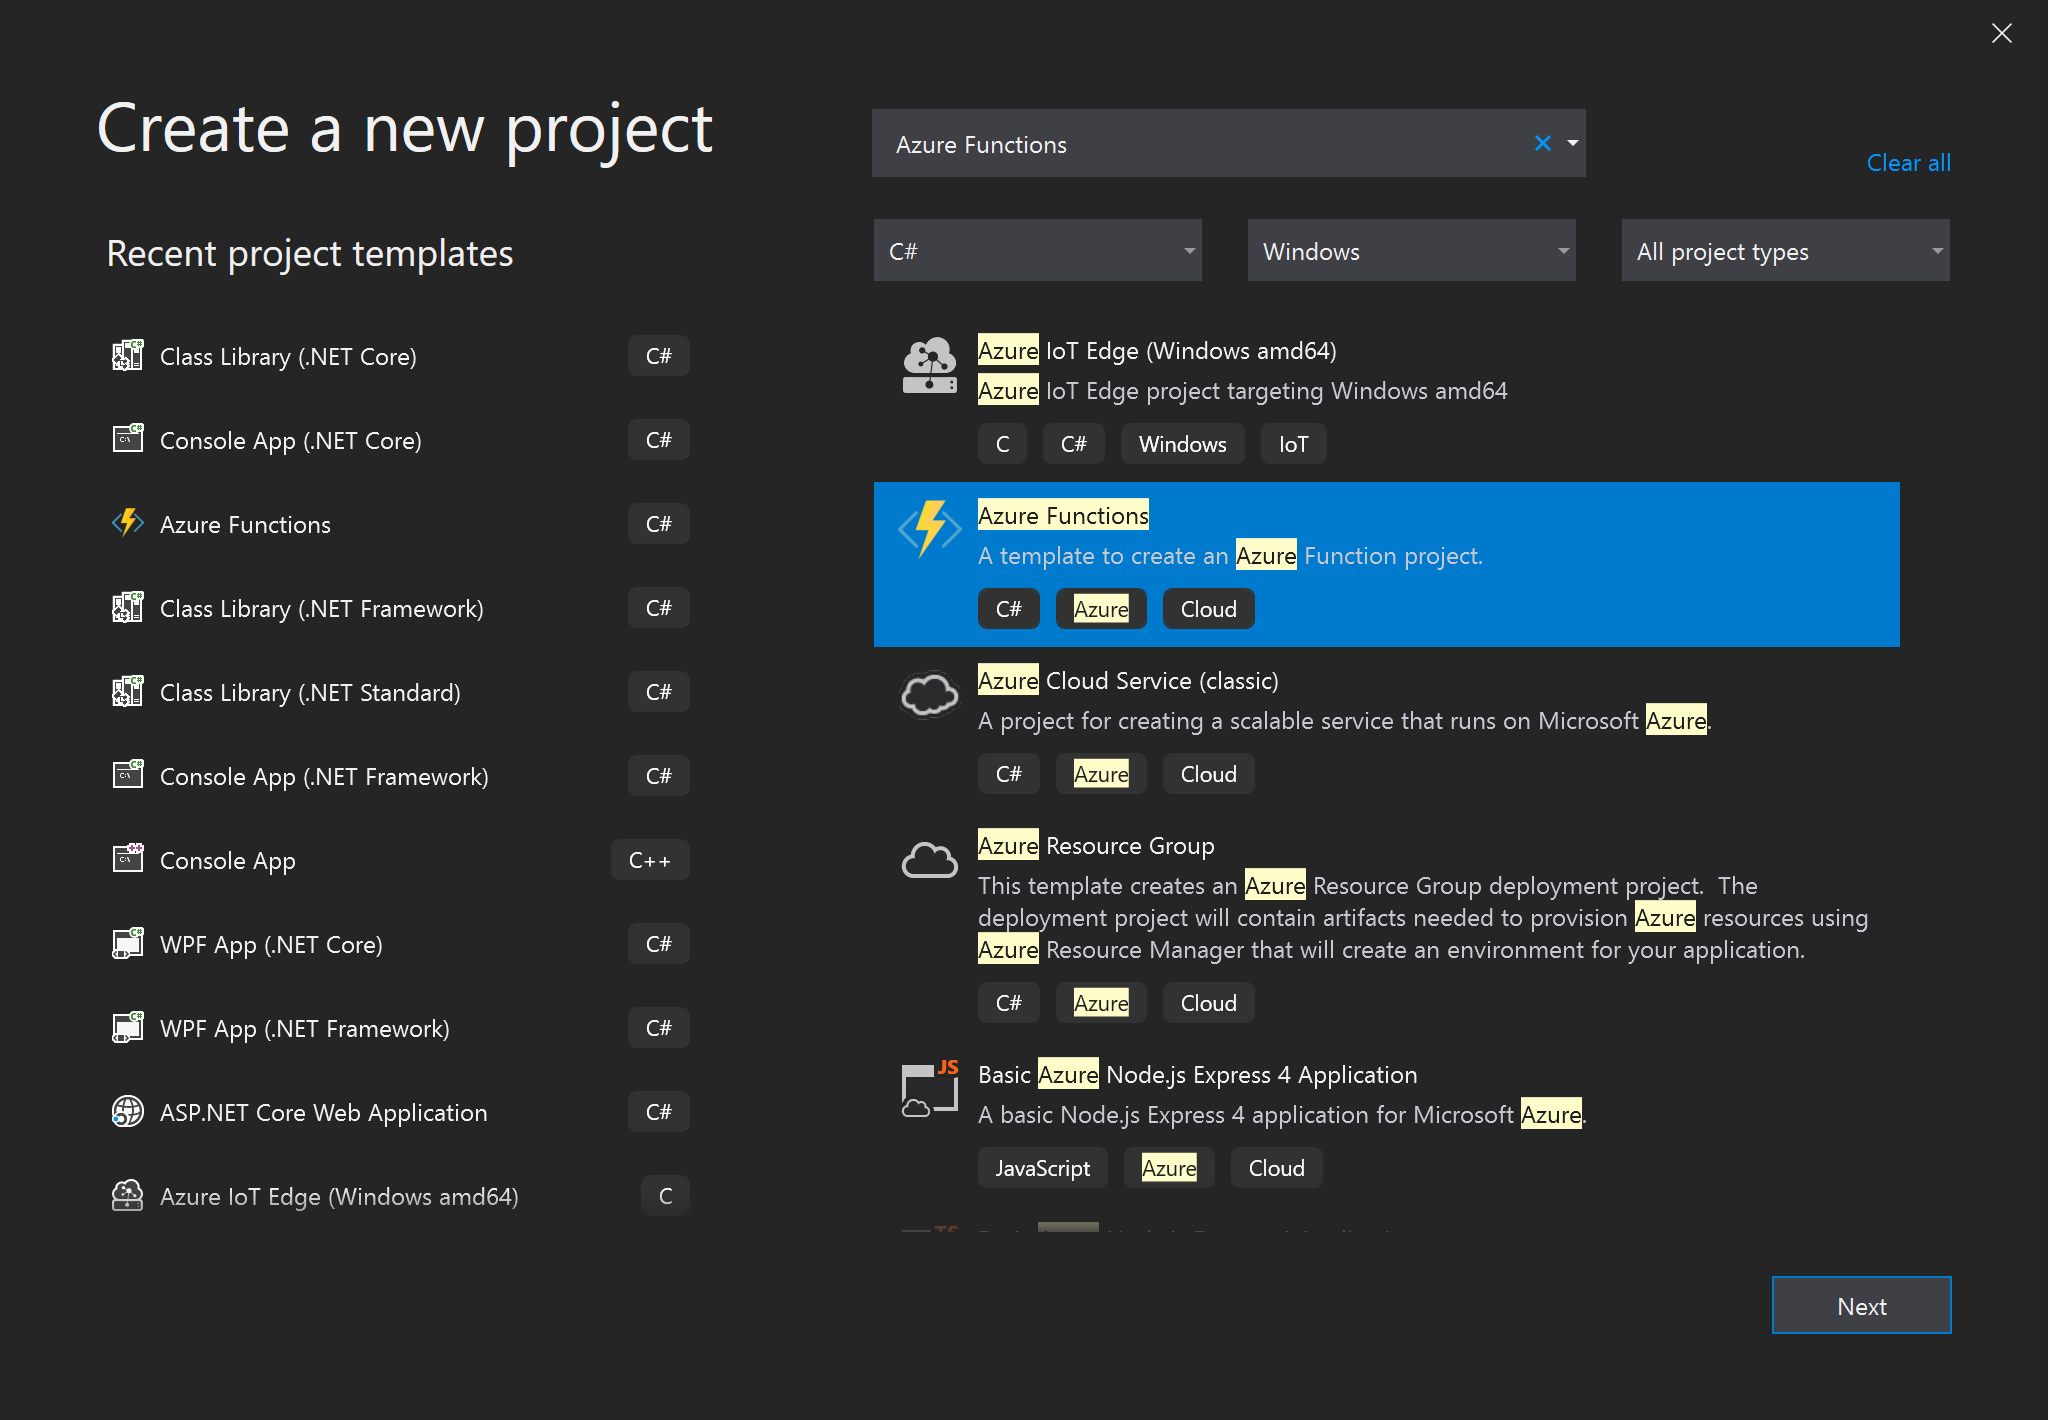 Create a new project
Recent project templates
Class Library (.NET Core) C#
Console App (.NET Core) C#
Azure Functions C#
Class Library (.NET Framework) C#
Class Library (.NET Standard) C#
Console App (.NET Framework) C#
Console App C++
WPF App (.NET Core) C#
WPF App (.NET Framework) C#
ASP.NET Core Web Application C#
Azure IoT Edge (Windows amd64) C
Azure Functions
Clear all
C# Windows All project types
Azure IoT Edge (Windows amd64)
Azure IoT Edge project targeting Windows amd64
C C# Windows IoT
Azure Functions
A template to create an Azure Function project.
C# Azure Cloud
Azure Cloud Service (classic)
A project for creating a scalable service that runs on Microsoft Azure.
C# Azure Cloud
Azure Resource Group
This template creates an Azure Resource Group deployment project.  The
deployment project will contain artifacts needed to provision Azure resources using
Azure Resource Manager that will create an environment for your application.
C# Azure Cloud
JS
Basic Azure Node.js Express 4 Application
A basic Node.js Express 4 application for Microsoft Azure.
JavaScript Azure Cloud
Next